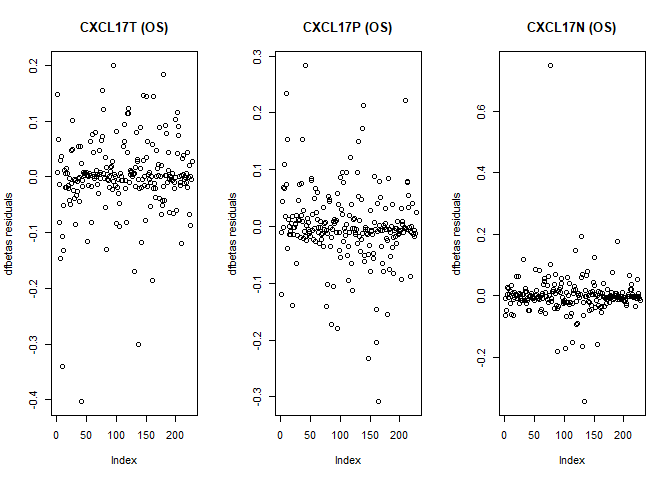 CXCL17T (OS)
dfbetas residuals
0.2
0.1
0.0
-0.1
-0.2
-0.3
-0.4
0 50 100 150 200
Index
CXCL17P (OS)
dfbetas residuals
0.3
0.2
0.1
0.0
-0.1
-0.2
-0.3
0 50 100 150 200
Index
CXCL17N (OS)
dfbetas residuals
0.6
0.4
0.2
0.0
-0.2
0 50 100 150 200
Index